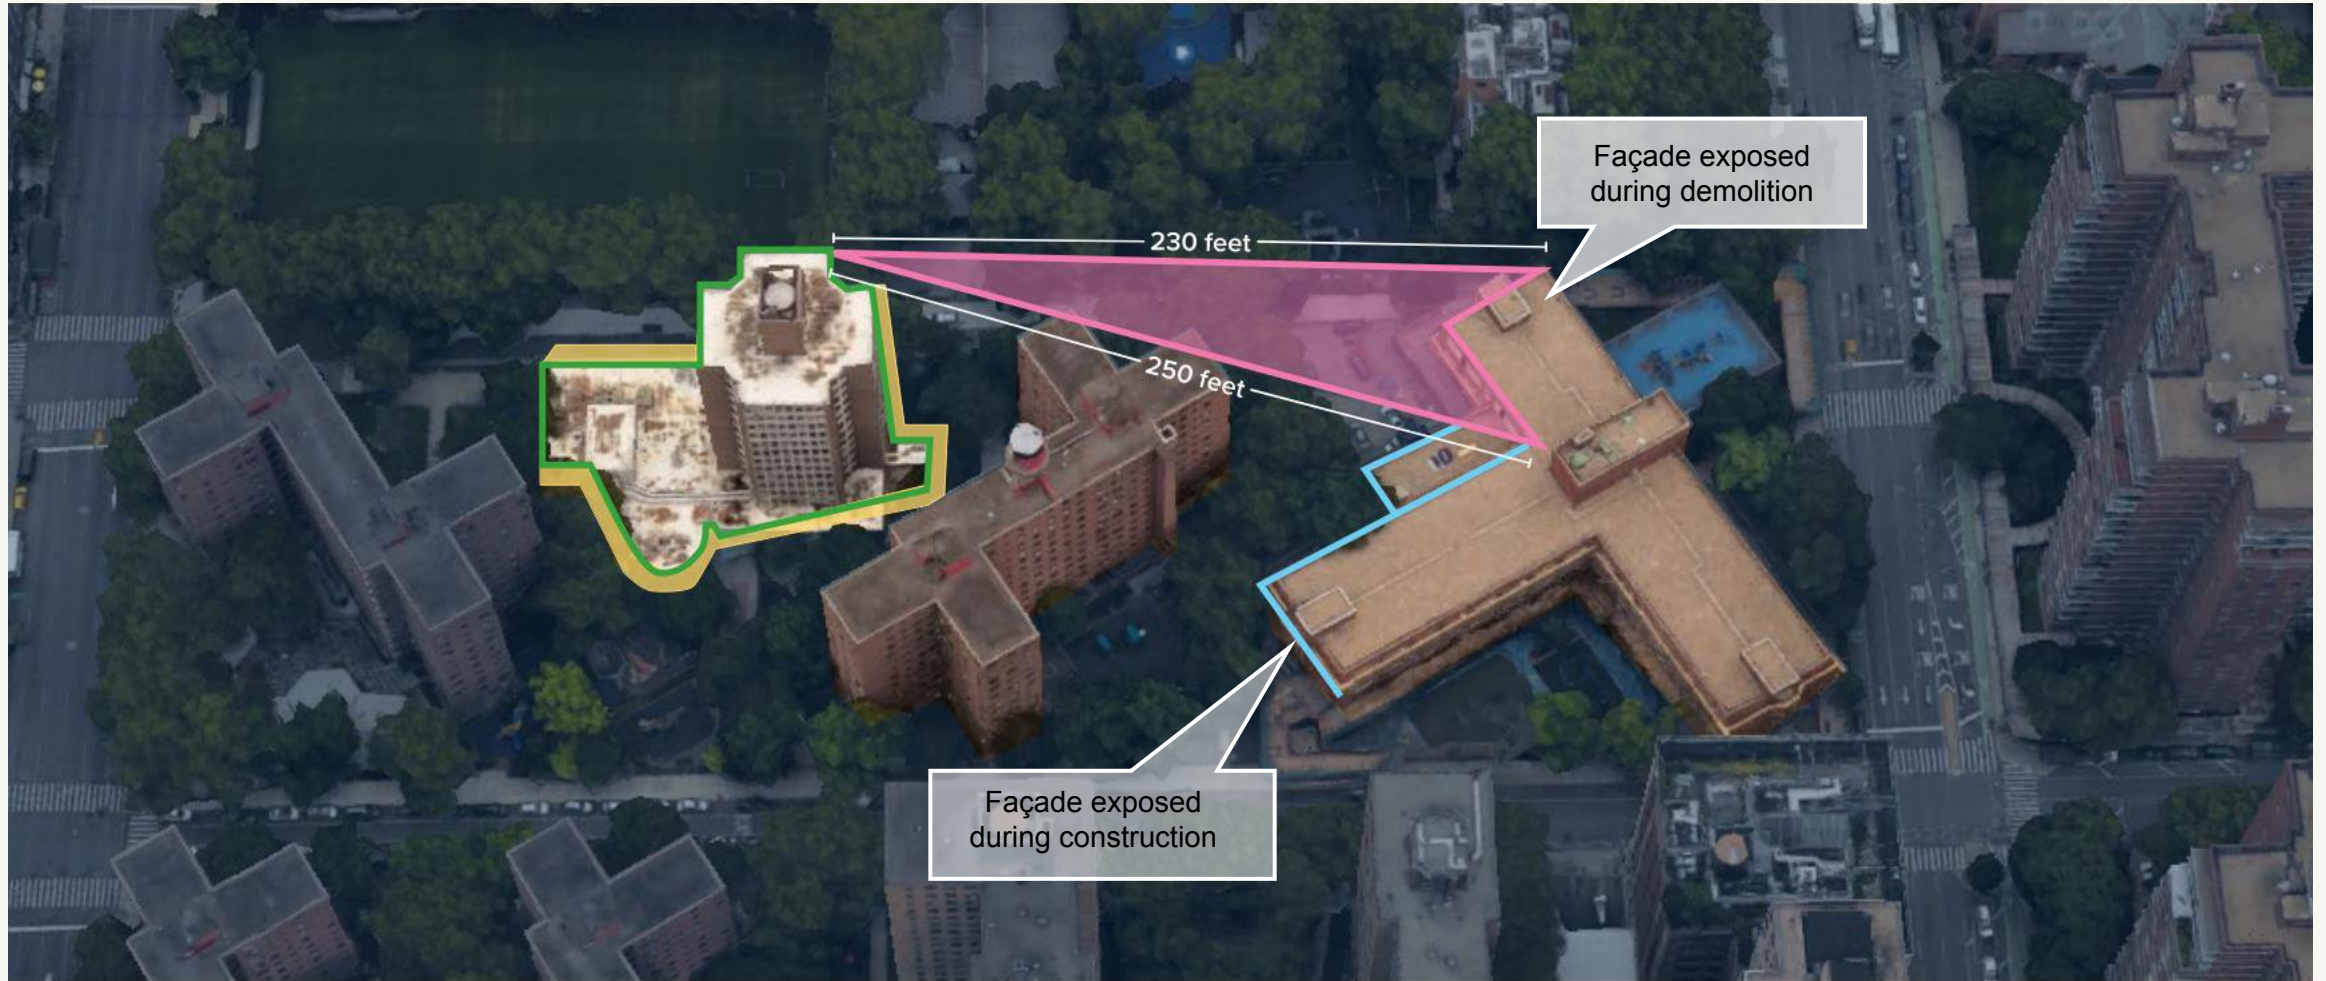 Façade exposed
during demolition
230 feet
250 feet
Façade exposed
during construction